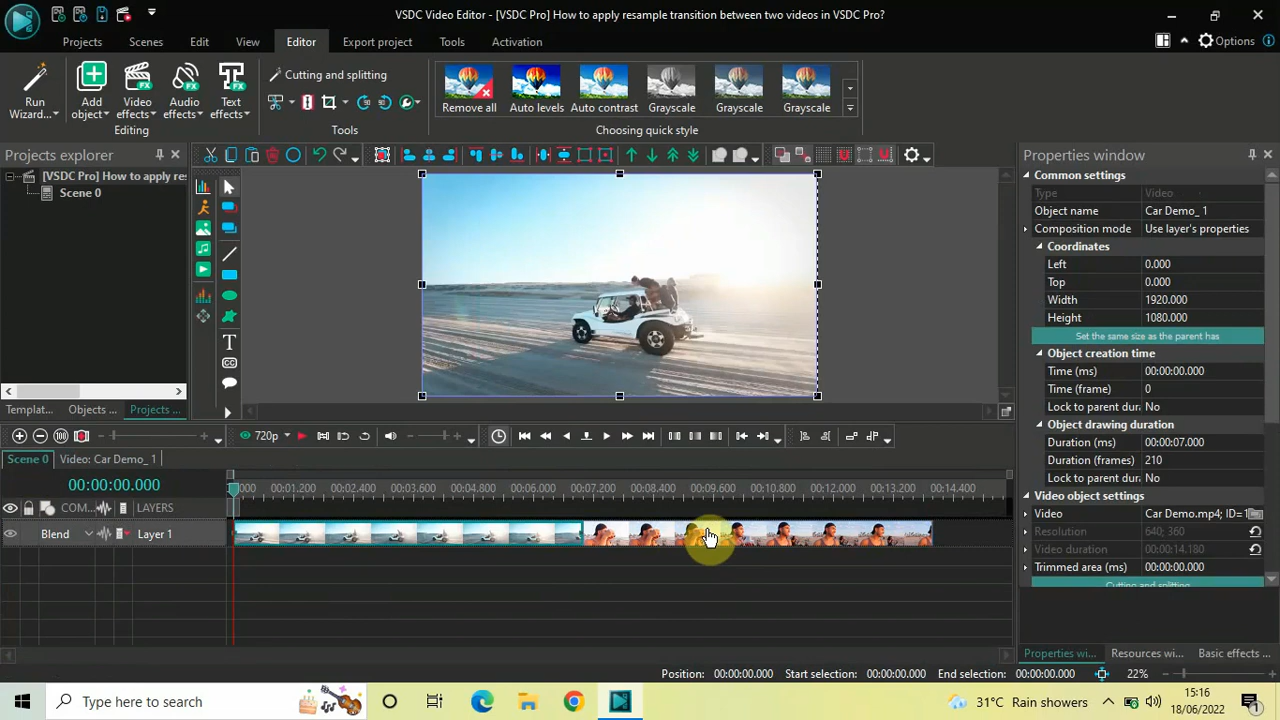 VSDC Video Editor - [VSDC Pro] How to apply resample transition between two videos in VSDC Pro?
Projects Scenes Edit View Editor Export project Tools Activation Options
Run Wizard... Add object Video effects Audio effects Text effects
Cutting and splitting
Remove all Auto levels Auto contrast Grayscale Grayscale Grayscale
Editing Tools Choosing quick style
Projects explorer
[VSDC Pro] How to apply res
Scene 0
Templat... Objects ... Projects ...
Properties window
Common settings
Type Video
Object name Car Demo_ 1
Composition mode Use layer's properties
Coordinates
Left 0.000
Top 0.000
Width 1920.000
Height 1080.000
Set the same size as the parent has
Object creation time
Time (ms) 00:00:00.000
Time (frame) 0
Lock to parent dura No
Object drawing duration
Duration (ms) 00:00:07.000
Duration (frames) 210
Lock to parent dura No
Video object settings
Video Car Demo.mp4; ID=1
Resolution 640; 360
Video duration 00:00:14.180
Trimmed area (ms) 00:00:00.000
Cutting and splitting
Properties wi... Resources wi... Basic effects ...
720p
Scene 0 Video: Car Demo_ 1
00:00:00.000
000 00:01.200 00:02.400 00:03.600 00:04.800 00:06.000 00:07.200 00:08.400 00:09.600 00:10.800 00:12.000 00:13.200 00:14.400
COM... LAYERS
Blend Layer 1
Position: 00:00:00.000 Start selection: 00:00:00.000 End selection: 00:00:00.000 22%
Type here to search
31°C Rain showers
15:16
18/06/2022
1